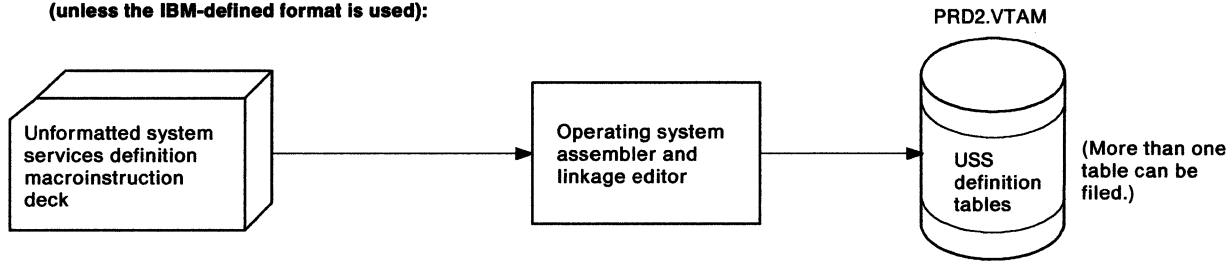 (unless the IBM-defined format is used):
PRD2.VTAM
Unformatted system
services definition
macroinstruction
deck
Operating system
assembler and
linkage editor
USS
definition
tables
(More than one
table can be
filed.)